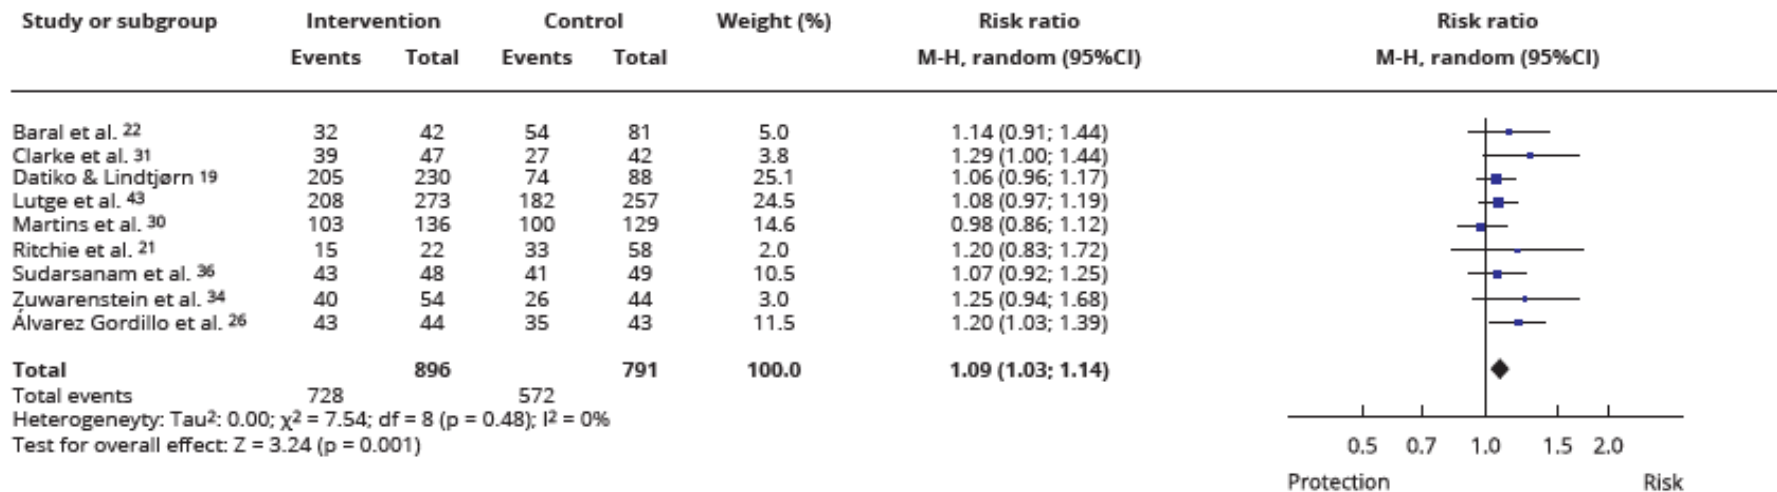 Study or subgroup Intervention Control Weight (%) Risk ratio Risk ratio
Events Total Events Total M-H, random (95%CI) M-H, random (95%CI)
Baral et al. 22 32 42 54 81 5.0 1.14 (0.91; 1.44)
Clarke et al. 31 39 47 27 42 3.8 1.29 (1.00; 1.44)
Datiko & Lindtjørn 19 205 230 74 88 25.1 1.06 (0.96; 1.17)
Lutge et al. 43 208 273 182 257 24.5 1.08 (0.97; 1.19)
Martins et al. 30 103 136 100 129 14.6 0.98 (0.86; 1.12)
Ritchie et al. 21 15 22 33 58 2.0 1.20 (0.83; 1.72)
Sudarsanam et al. 36 43 48 41 49 10.5 1.07 (0.92; 1.25)
Zuwarenstein et al. 34 40 54 26 44 3.0 1.25 (0.94; 1.68)
Álvarez Gordillo et al. 26 43 44 35 43 11.5 1.20 (1.03; 1.39)
Total 896 791 100.0 1.09 (1.03; 1.14)
Total events 728 572
Heterogeneyty: Tau²: 0.00; χ² = 7.54; df = 8 (p = 0.48); I² = 0%
Test for overall effect: Z = 3.24 (p = 0.001)
0.5 0.7 1.0 1.5 2.0
Protection Risk